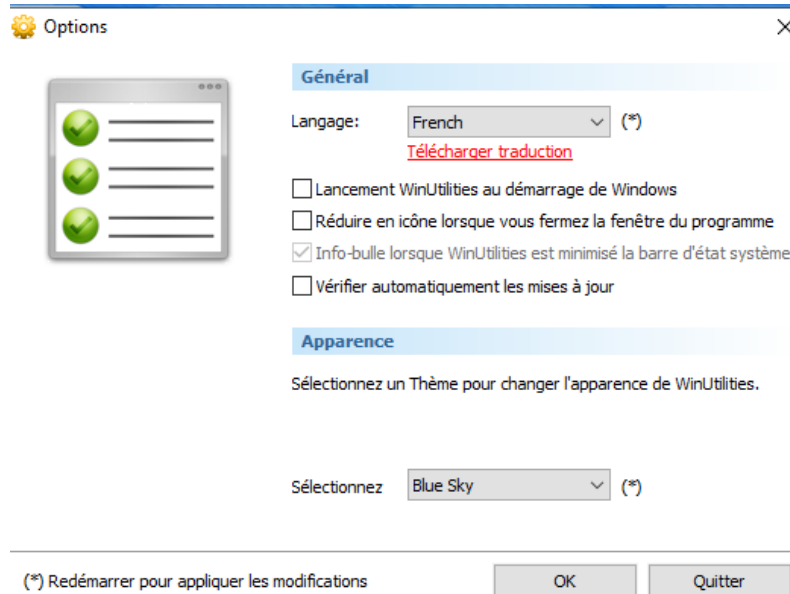 Options
Général
Langage: French (*)
Télécharger traduction
Lancement WinUtilities au démarrage de Windows
Réduire en icône lorsque vous fermez la fenêtre du programme
Info-bulle lorsque WinUtilities est minimisé la barre d'état système
Vérifier automatiquement les mises à jour
Apparence
Sélectionnez un Thème pour changer l'apparence de WinUtilities.
Sélectionnez Blue Sky (*)
(*) Redémarrer pour appliquer les modifications OK Quitter